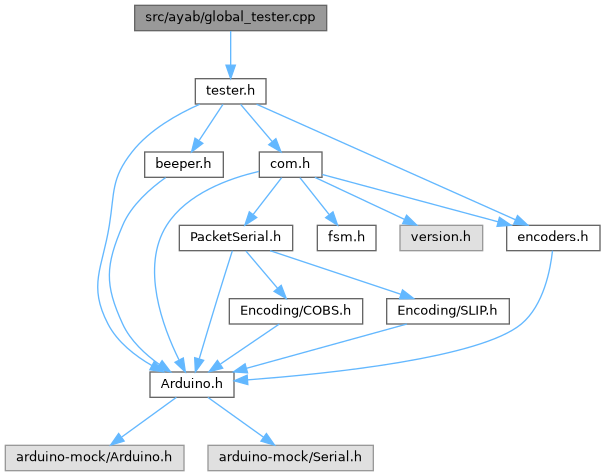 src/ayab/global_tester.cpp
tester.h
beeper.h
com.h
PacketSerial.h
fsm.h
version.h
encoders.h
Encoding/COBS.h
Encoding/SLIP.h
Arduino.h
arduino-mock/Arduino.h
arduino-mock/Serial.h